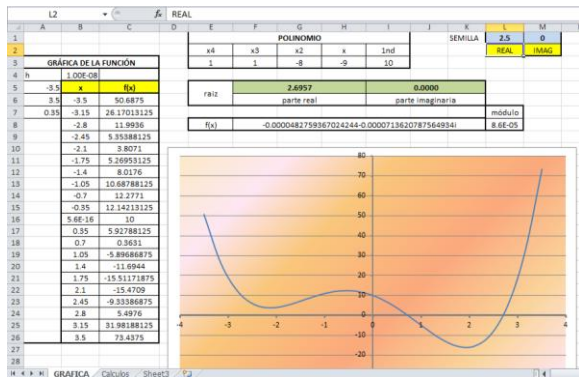 L2 fx REAL
A B C D E F G H I J K L M
1 POLINOMIO SEMILLA 2.5 0
2 x4 x3 x2 x 1nd REAL IMAG
3 GRÁFICA DE LA FUNCIÓN 1 1 -8 -9 10
4 h 1.00E-08
5 -3.5 x f(x) raiz 2.6957 0.0000
6 3.5 -3.5 50.6875 parte real parte imaginaria
7 0.35 -3.15 26.17013125 módulo
8 -2.8 11.9936 f(x) -0.0000482759367024244-0.0000713620787564934i 8.6E-05
9 -2.45 5.35388125
10 -2.1 3.8071
11 -1.75 5.26953125
12 -1.4 8.0176
13 -1.05 10.68788125
14 -0.7 12.2771
15 -0.35 12.14213125
16 5.6E-16 10
17 0.35 5.92788125
18 0.7 0.3631
19 1.05 -5.89686875
20 1.4 -11.6944
21 1.75 -15.51171875
22 2.1 -15.4709
23 2.45 -9.33386875
24 2.8 5.4976
25 3.15 31.98188125
26 3.5 73.4375
27
28
80
70
60
50
40
30
20
10
0
-4 -3 -2 -1 0 1 2 3 4
-10
-20
GRAFICA Calculos Sheet3